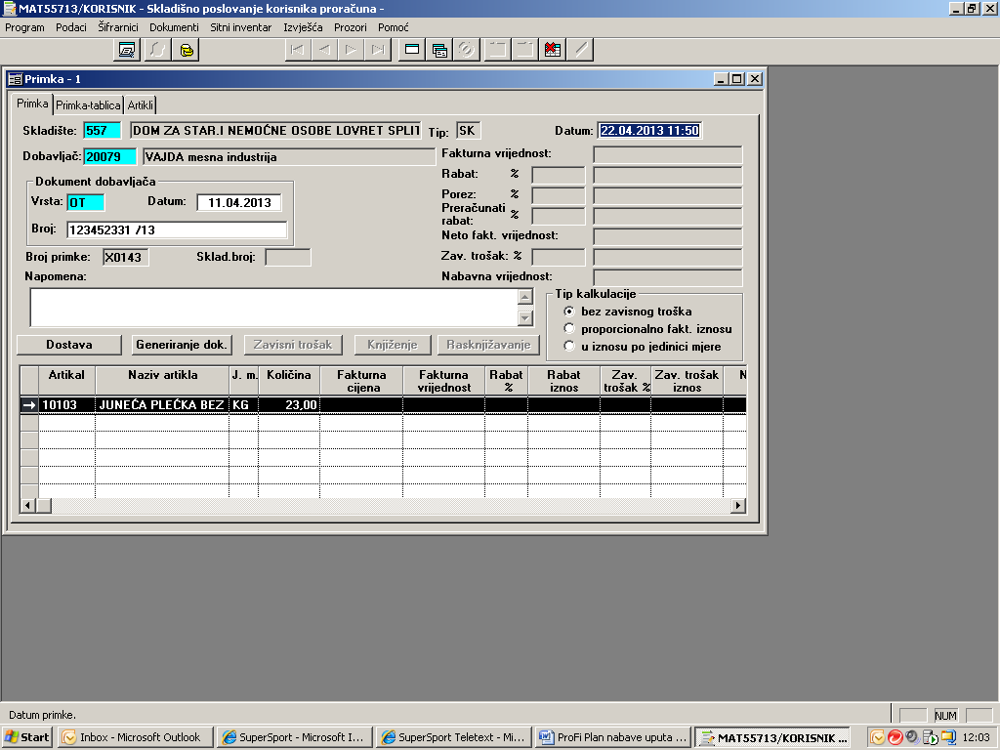 MAT55713/KORISNIK - Skladišno poslovanje korisnika proračuna -
Program Podaci Šifrarnici Dokumenti Sitni inventar Izvješća Prozori Pomoć
Primka - 1
Primka Primka-tablica Artikli
Skladište: 557 DOM ZA STAR.I NEMOĆNE OSOBE LOVRET SPLIT Tip: SK Datum: 22.04.2013 11:50
Dobavljač: 20079 VAJDA mesna industrija Fakturna vrijednost:
Rabat: %
Dokument dobavljača
Vrsta: OT Datum: 11.04.2013 Porez: %
Preračunati rabat: %
Broj: 123452331 /13 Neto fakt. vrijednost:
Broj primke: X0143 Sklad.broj: Zav. trošak: %
Napomena: Nabavna vrijednost:
Tip kalkulacije
bez zavisnog troška
proporcionalno fakt. iznosu
u iznosu po jedinici mjere
Dostava Generiranje dok. Zavisni trošak Knjiženje Rasknjižavanje
Artikal Naziv artikla J. m. Količina Fakturna cijena Fakturna vrijednost Rabat % Rabat iznos Zav. trošak % Zav. trošak iznos N
10103 JUNEĆA PLEĆKA BEZ KG 23,00
Datum primke. NUM
Start Inbox - Microsoft Outlook SuperSport - Microsoft I... SuperSport Teletext - Mi... ProFi Plan nabave uputa ... MAT55713/KORISNIK ... 12:03